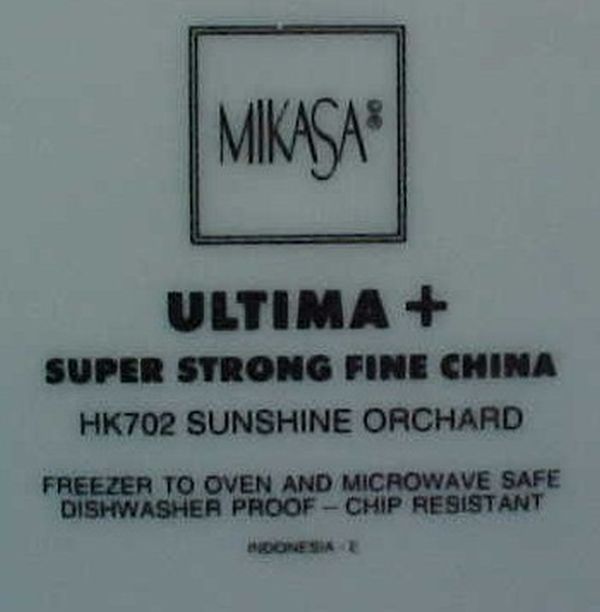 MIKASA©®
ULTIMA +
SUPER STRONG FINE CHINA
HK702 SUNSHINE ORCHARD
FREEZER TO OVEN AND MICROWAVE SAFE
DISHWASHER PROOF – CHIP RESISTANT
INDONESIA - E